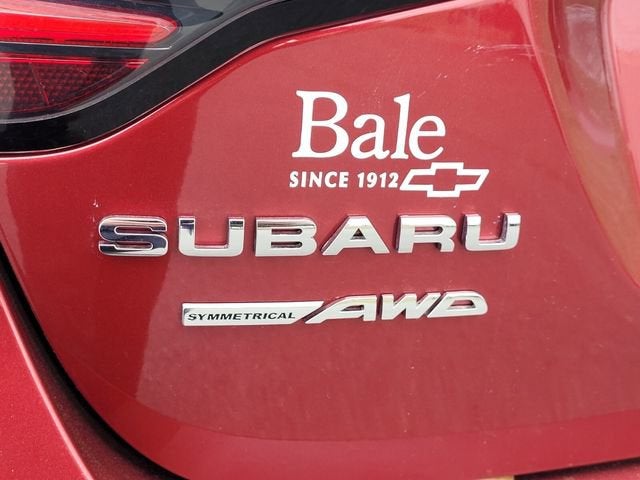 Bale
SINCE 1912
SUBARU
SYMMETRICAL AWD